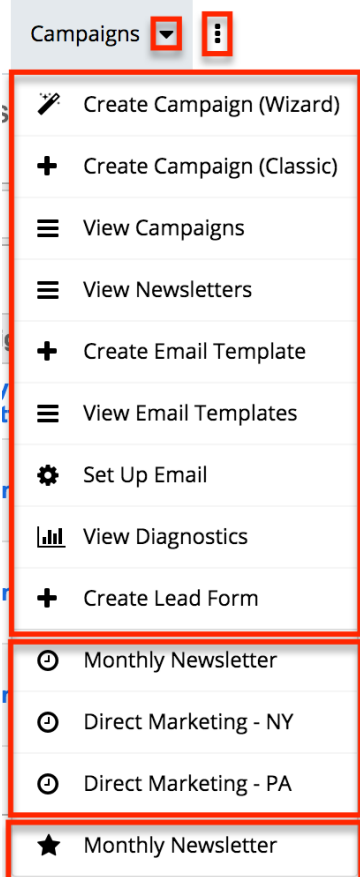 Campaigns
Create Campaign (Wizard)
Create Campaign (Classic)
View Campaigns
View Newsletters
Create Email Template
View Email Templates
Set Up Email
View Diagnostics
Create Lead Form
Monthly Newsletter
Direct Marketing - NY
Direct Marketing - PA
Monthly Newsletter